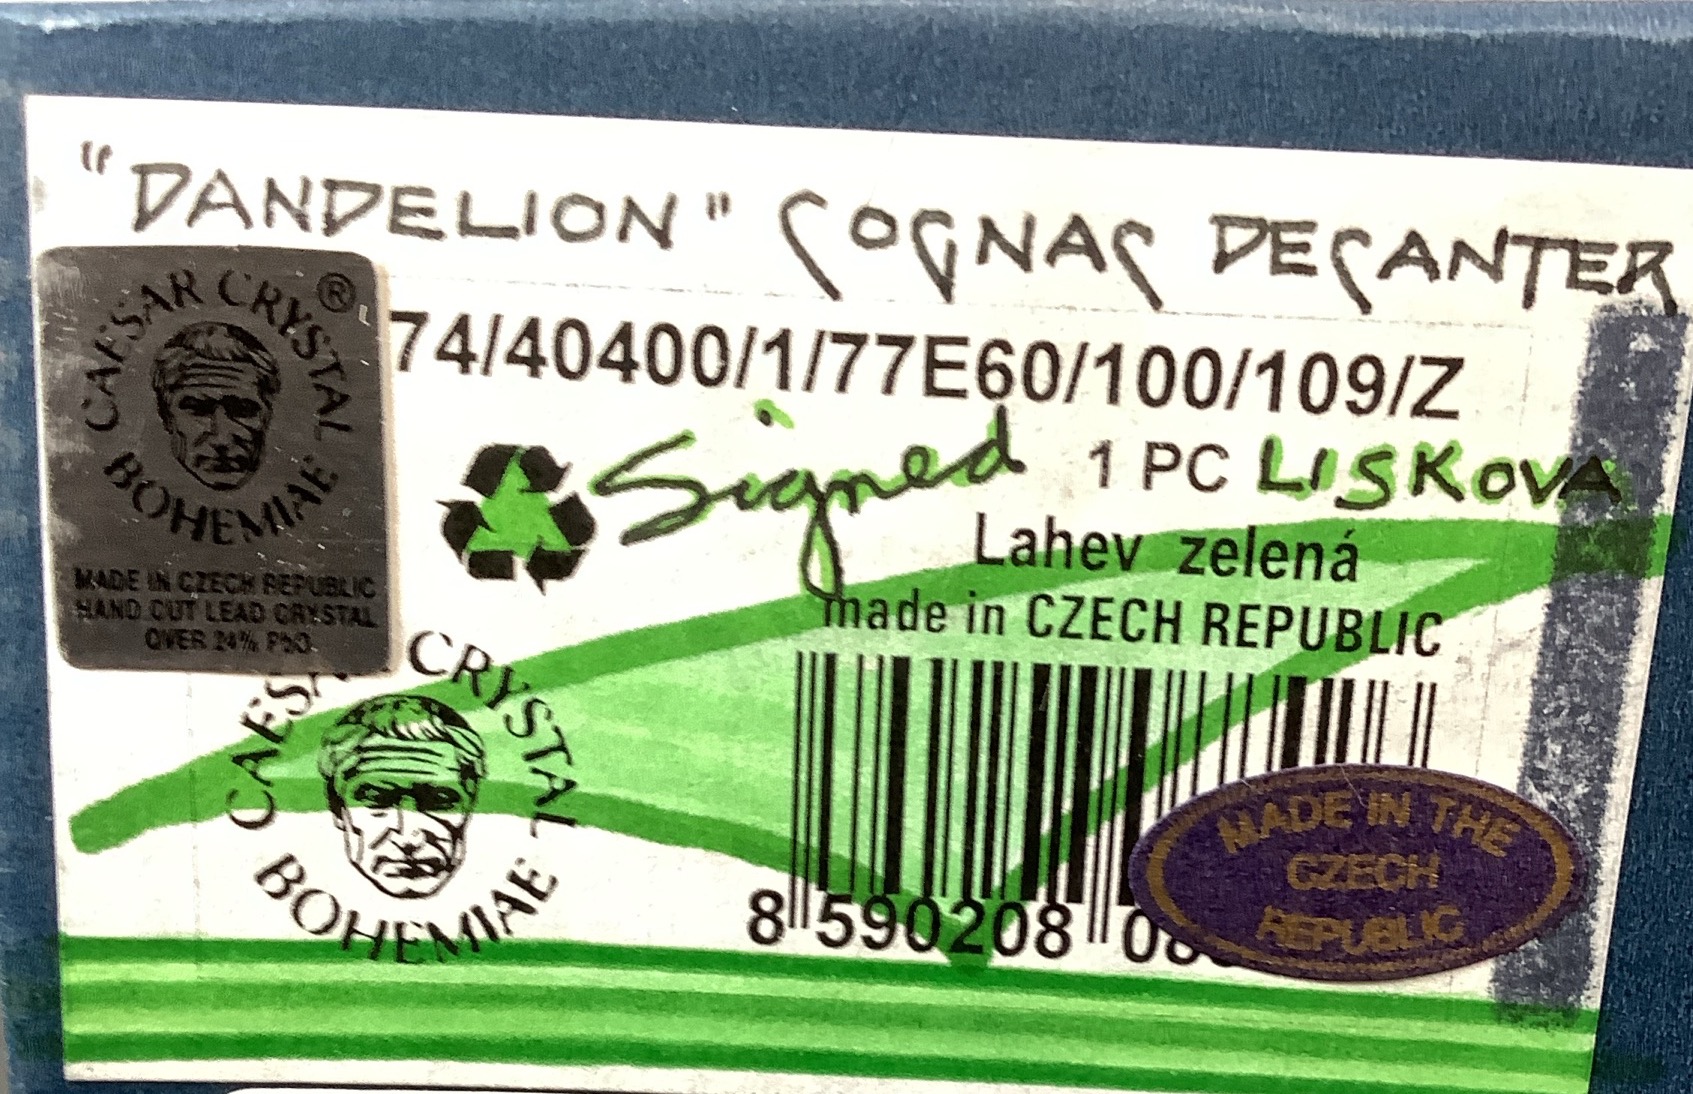 "DANDELION" COGNAC DECANTER
CAESAR CRYSTAL ®
BOHEMIAE
MADE IN CZECH REPUBLIC
HAND CUT LEAD CRYSTAL
OVER 24% PBO
74/40400/1/77E60/100/109/Z
Signed 1 PC LISKOVA
Lahev zelená
made in CZECH REPUBLIC
CAESAR CRYSTAL
BOHEMIAE
8 590208
MADE IN THE
CZECH
REPUBLIC